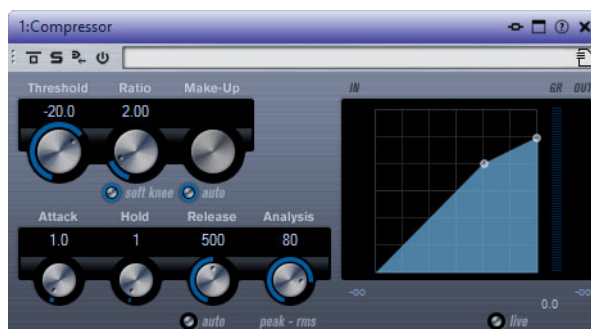 1:Compressor
Threshold Ratio Make-Up
-20.0 2.00
soft knee auto
Attack Hold Release Analysis
1.0 1 500 80
auto peak - rms
IN GR OUT
-∞ -∞
0.0
live